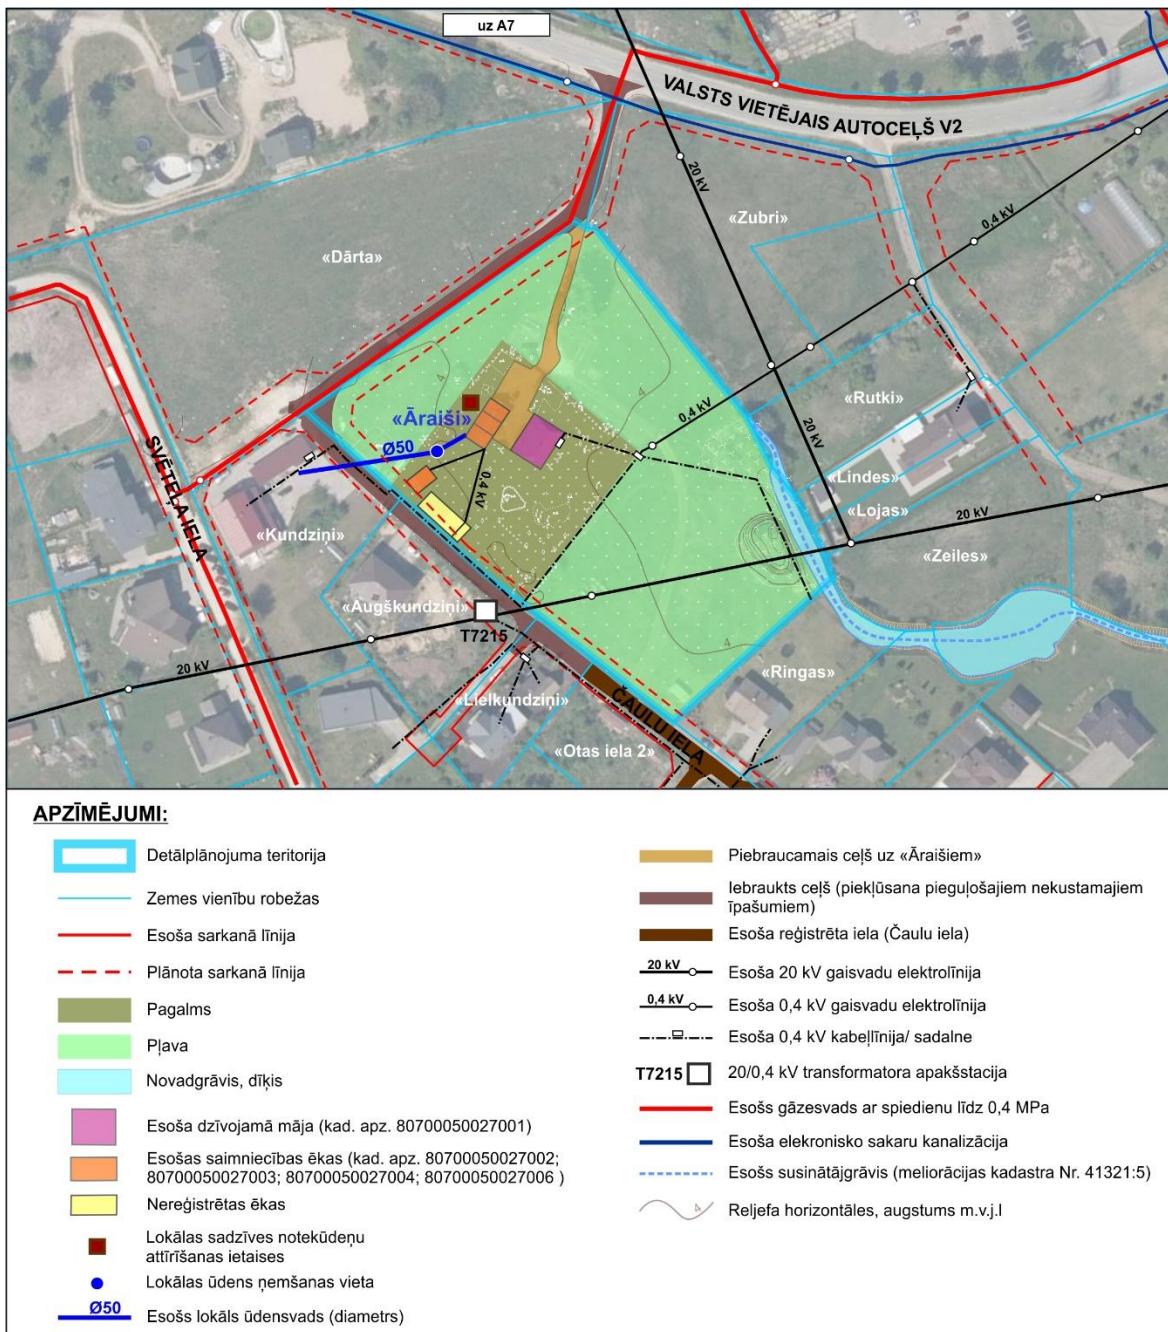 uz A7
VALSTS VIETĒJAIS AUTOCEĻŠ V2
20 kV
«Zubri»
0,4 kV
«Dārta»
4
4
«Āraiši»
Ø50
0,4 kV
0,4 kV
20 kV
«Rutki»
«Lindes»
«Lojas»
20 kV
«Zeiles»
SVĒTEĻA IELA
«Kundziņi»
«Augškundziņi»
T7215
20 kV
4
«Ringas»
«Lielkundziņi»
ČAULU IELA
«Otas iela 2»
APZĪMĒJUMI:
Detālplānojuma teritorija
Zemes vienību robežas
Esoša sarkanā līnija
Plānota sarkanā līnija
Pagalms
Pļava
Novadgrāvis, dīķis
Esoša dzīvojamā māja (kad. apz. 80700050027001)
Esošas saimniecības ēkas (kad. apz. 80700050027002;
80700050027003; 80700050027004; 80700050027006 )
Nereģistrētas ēkas
Lokālas sadzīves notekūdeņu
attīrīšanas ietaises
Lokālas ūdens ņemšanas vieta
Ø50
Esošs lokāls ūdensvads (diametrs)
Piebraucamais ceļš uz «Āraišiem»
Iebraukts ceļš (piekļūsana pieguļošajiem nekustamajiem
īpašumiem)
Esoša reģistrēta iela (Čaulu iela)
20 kV
Esoša 20 kV gaisvadu elektrolīnija
0,4 kV
Esoša 0,4 kV gaisvadu elektrolīnija
Esoša 0,4 kV kabeļlīnija/ sadalne
T7215
20/0,4 kV transformatora apakšstacija
Esošs gāzesvads ar spiedienu līdz 0,4 MPa
Esoša elekronisko sakaru kanalizācija
Esošs susinātājgrāvis (meliorācijas kadastra Nr. 41321:5)
4
Reljefa horizontāles, augstums m.v.j.l